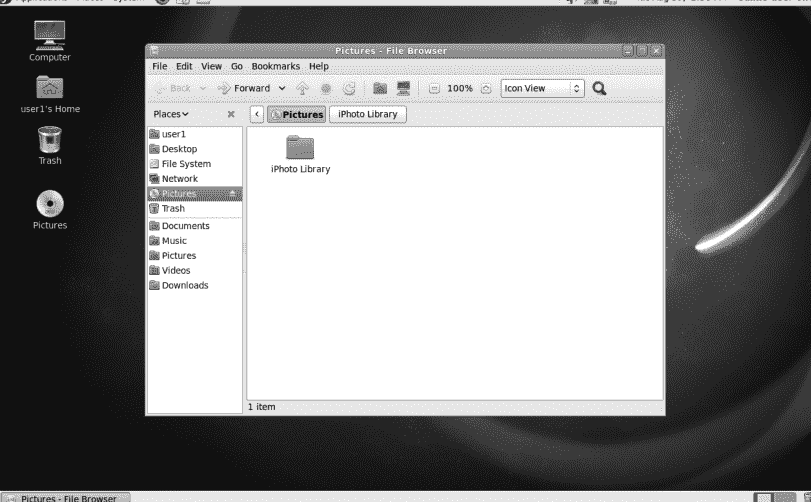 Computer
user1's Home
Trash
Pictures
Pictures - File Browser
File Edit View Go Bookmarks Help
Back Forward 100% Icon View
Places Pictures iPhoto Library
user1
Desktop
File System
Network
Pictures
Trash
Documents
Music
Pictures
Videos
Downloads
iPhoto Library
1 item
Pictures - File Browser